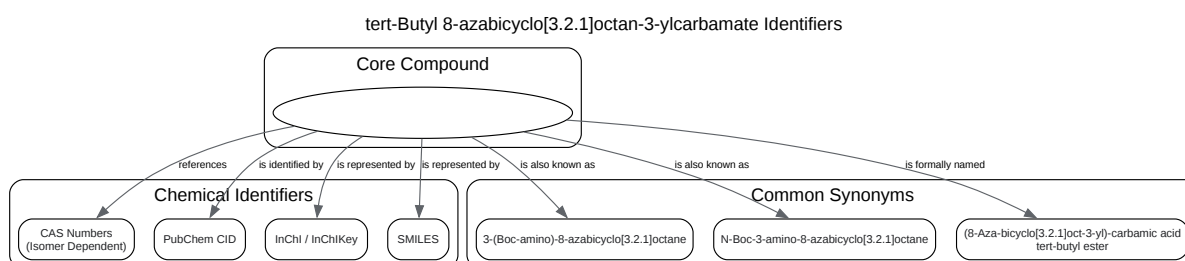 tert-Butyl 8-azabicyclo[3.2.1]octan-3-ylcarbamate Identifiers
Core Compound
references
is identified by
is represented by
is represented by
is also known as
is also known as
is formally named
Chemical Identifiers
Common Synonyms
CAS Numbers
(Isomer Dependent)
PubChem CID
InChI / InChIKey
SMILES
3-(Boc-amino)-8-azabicyclo[3.2.1]octane
N-Boc-3-amino-8-azabicyclo[3.2.1]octane
(8-Aza-bicyclo[3.2.1]oct-3-yl)-carbamic acid
tert-butyl ester